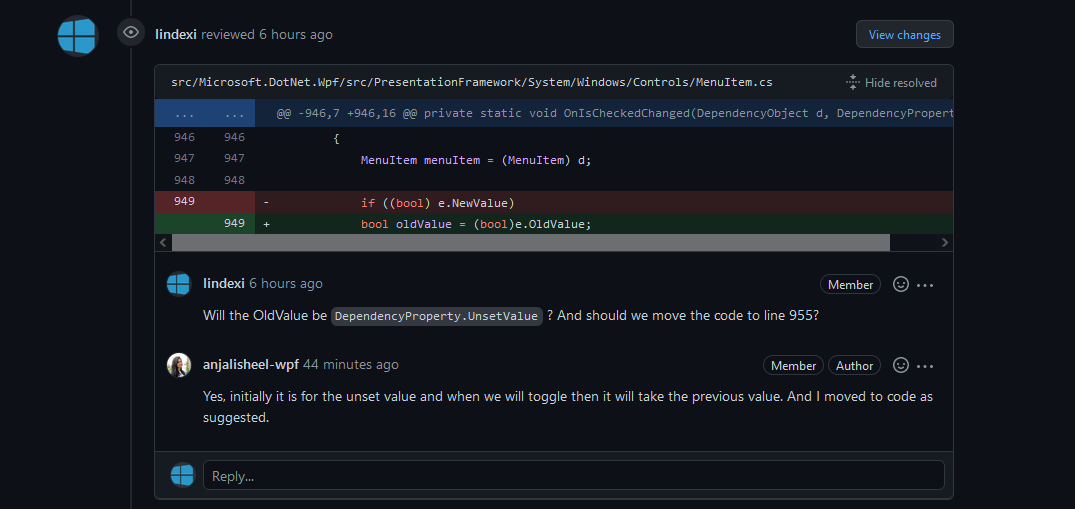 lindexi reviewed 6 hours ago
View changes
src/Microsoft.DotNet.Wpf/src/PresentationFramework/System/Windows/Controls/MenuItem.cs
Hide resolved
... ... @@ -946,7 +946,16 @@ private static void OnIsCheckedChanged(DependencyObject d, DependencyPropert
946 946 {
947 947 MenuItem menuItem = (MenuItem) d;
948 948
949 - if ((bool) e.NewValue)
949 + bool oldValue = (bool)e.OldValue;
lindexi 6 hours ago
Member
Will the OldValue be DependencyProperty.UnsetValue ? And should we move the code to line 955?
anjalisheel-wpf 44 minutes ago
Member Author
Yes, initially it is for the unset value and when we will toggle then it will take the previous value. And I moved to code as
suggested.
Reply...